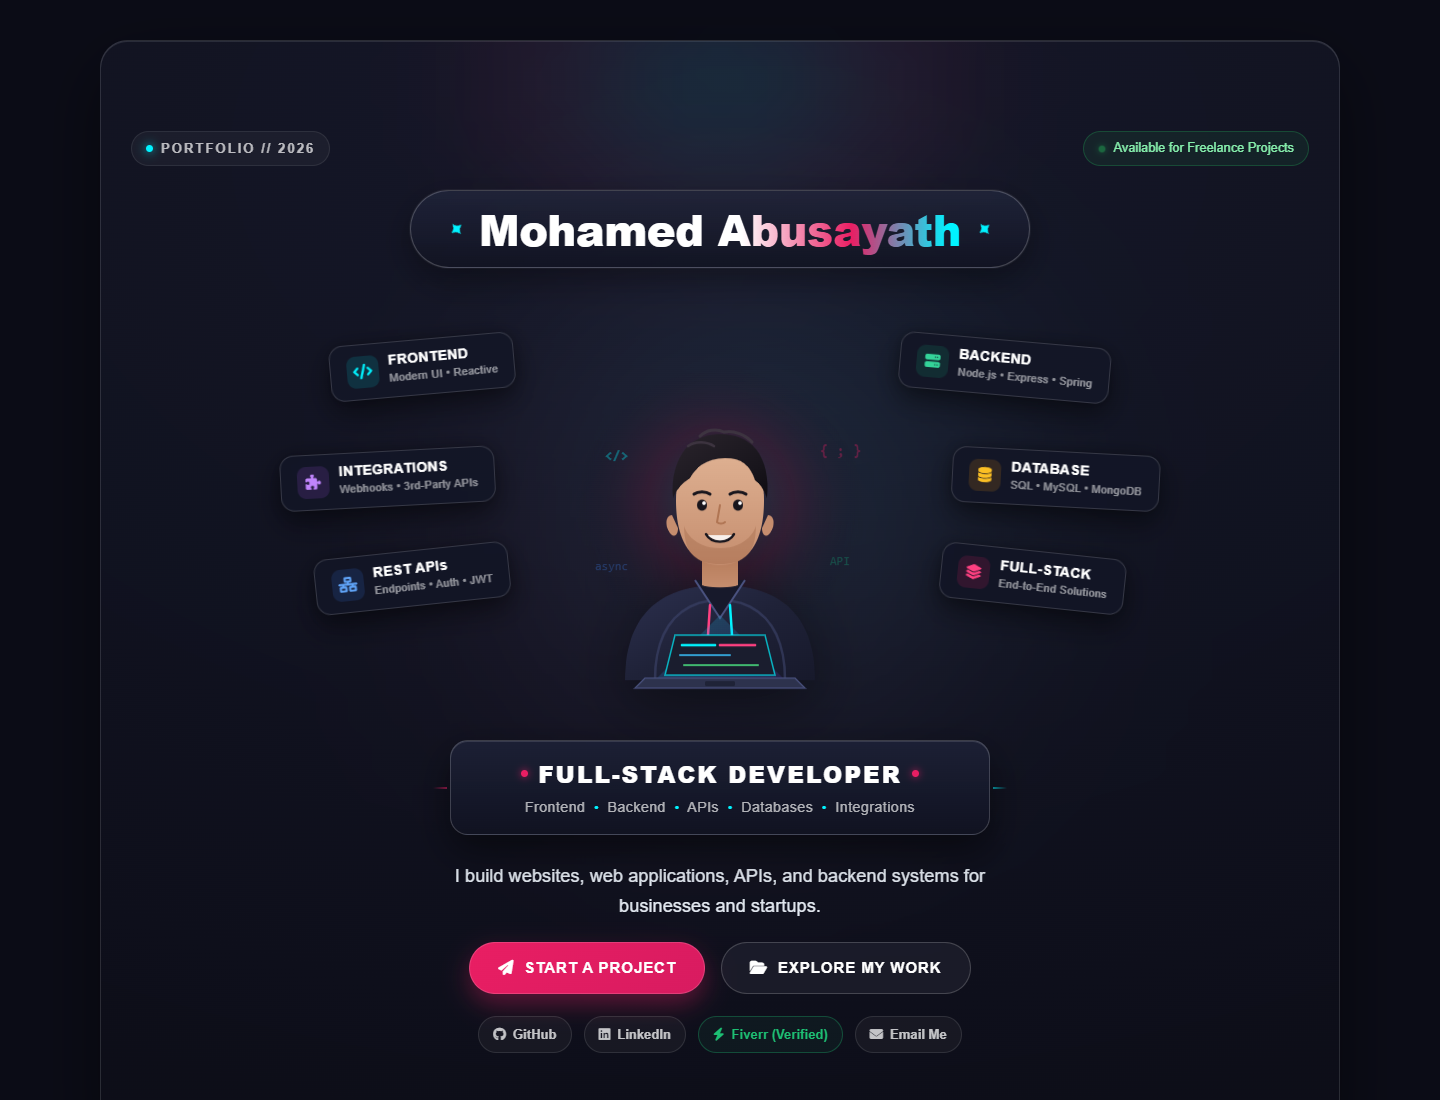 PORTFOLIO // 2026
Available for Freelance Projects
Mohamed Abusayath
FRONTEND
Modern UI • Reactive
BACKEND
Node.js • Express • Spring
INTEGRATIONS
Webhooks • 3rd-Party APIs
DATABASE
SQL • MySQL • MongoDB
REST APIs
Endpoints • Auth • JWT
FULL-STACK
End-to-End Solutions
</>
{ ; }
async
API
FULL-STACK DEVELOPER
Frontend • Backend • APIs • Databases • Integrations
I build websites, web applications, APIs, and backend systems for
businesses and startups.
START A PROJECT
EXPLORE MY WORK
GitHub
LinkedIn
Fiverr (Verified)
Email Me